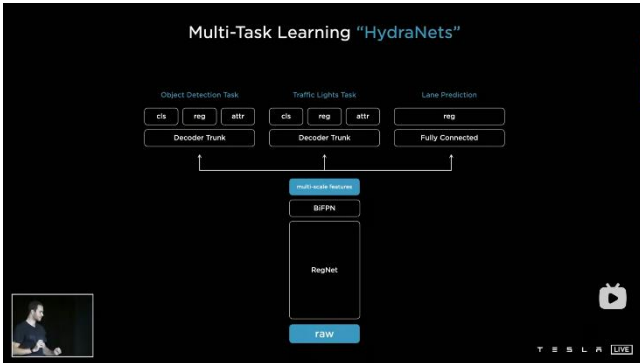 Multi-Task Learning "HydraNets"
Object Detection Task
Traffic Lights Task
Lane Prediction
cls reg attr
cls reg attr
reg
Decoder Trunk
Decoder Trunk
Fully Connected
multi-scale features
BiFPN
RegNet
raw
TESLA LIVE